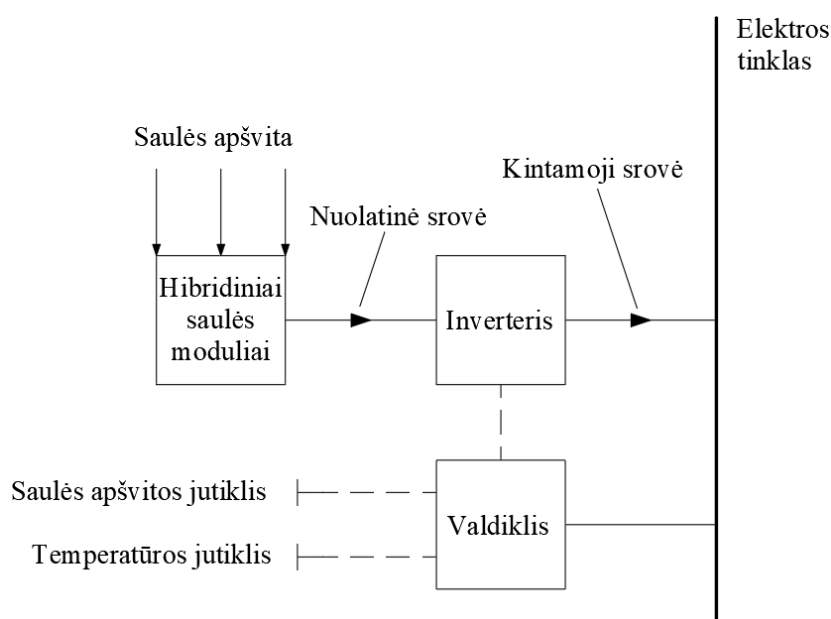 Elektros
tinklas
Saulės apšvita
Kintamoji srovė
Nuolatinė srovė
Hibridiniai
saulės
moduliai
Inverteris
Saulės apšvitos jutiklis
Valdiklis
Temperatūros jutiklis